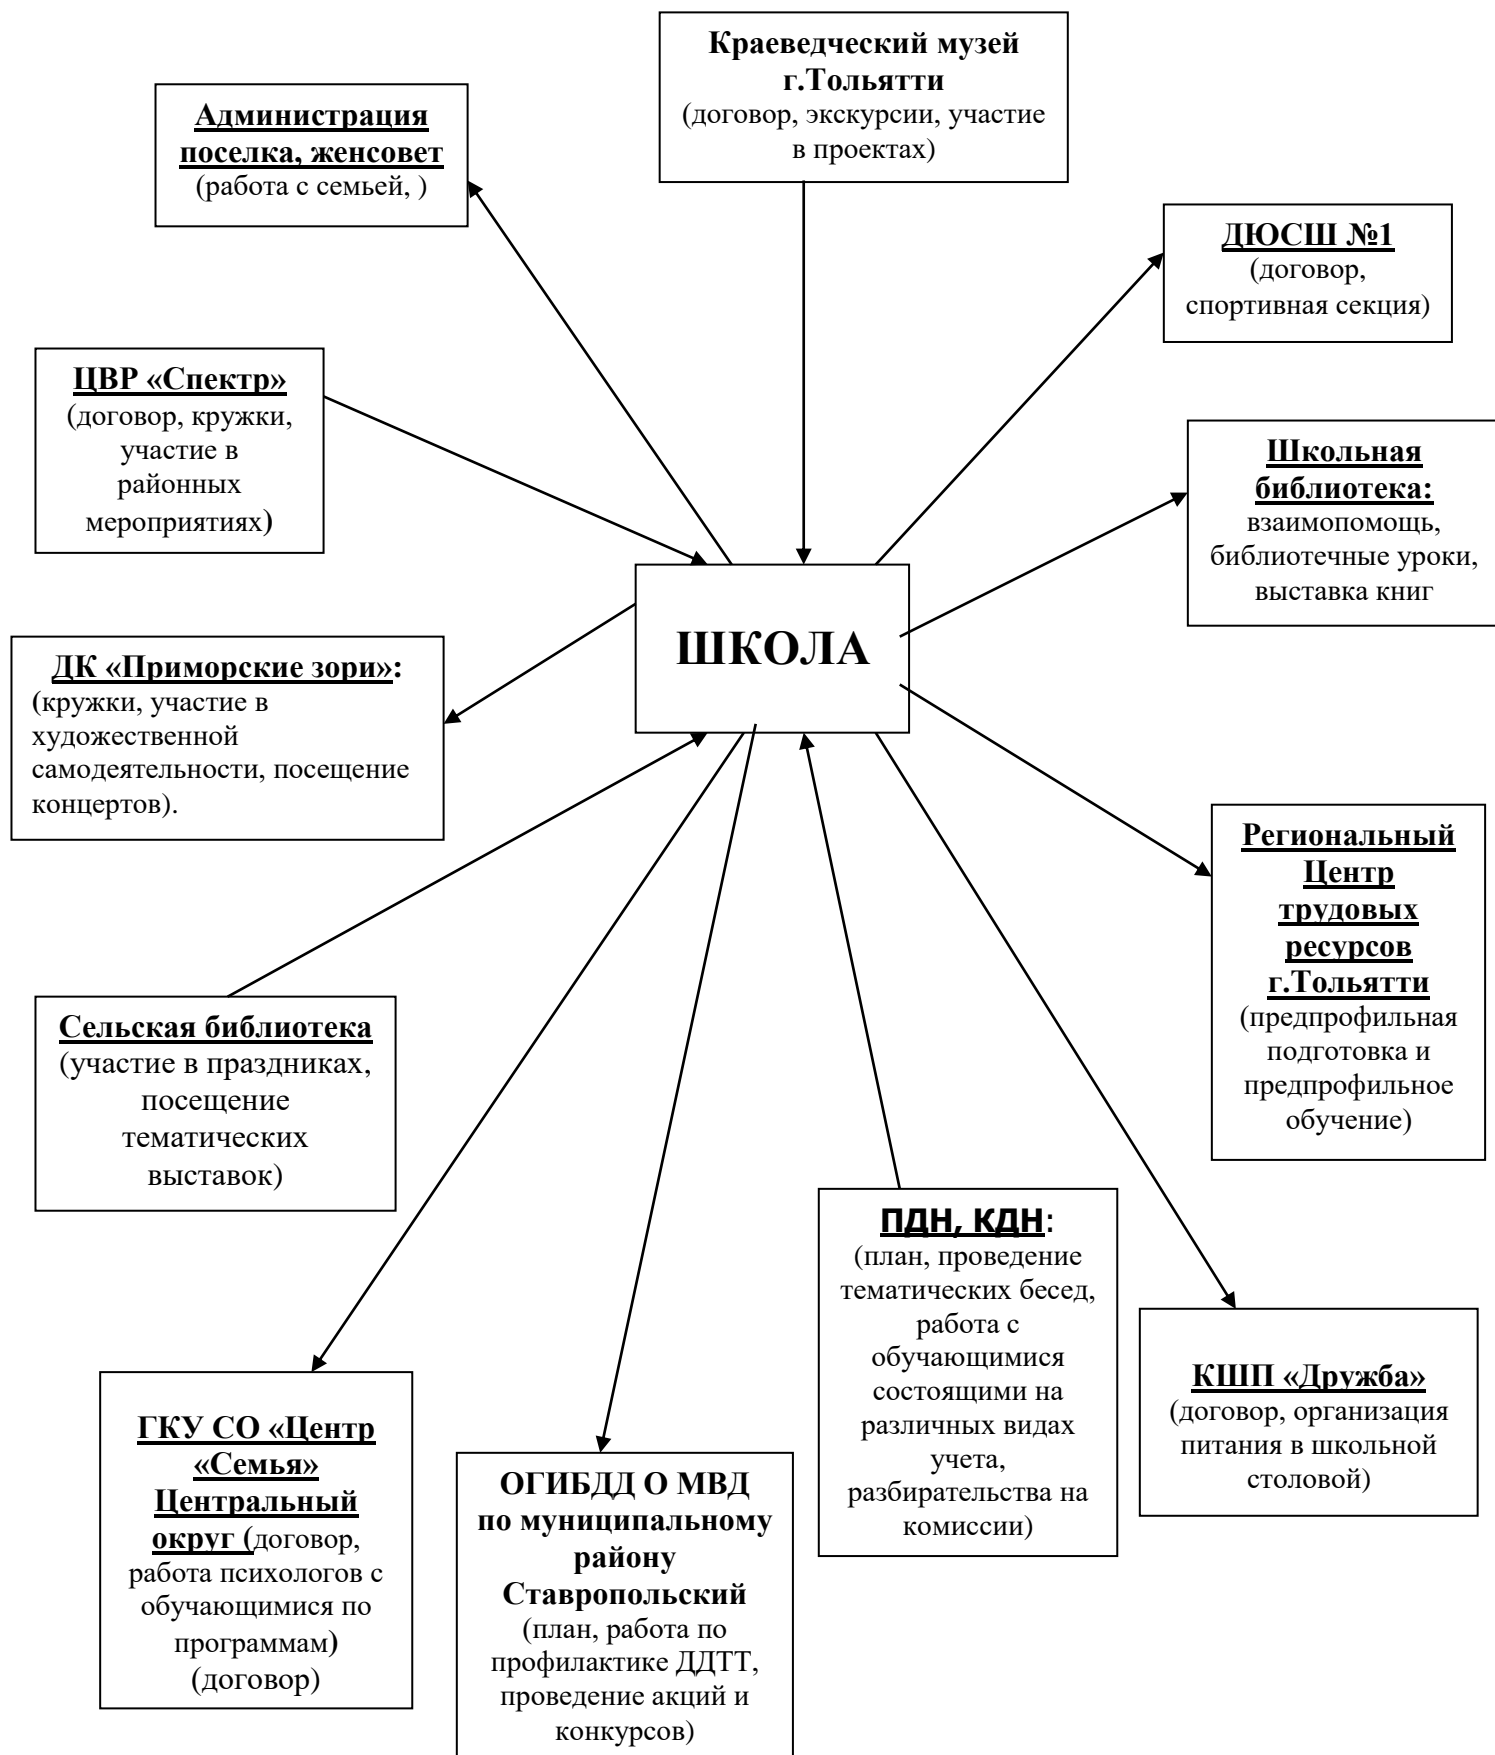 Краеведческий музей
г.Тольятти
(договор, экскурсии, участие
в проектах)
Администрация
поселка, женсовет
(работа с семьей, )
ДЮСШ №1
(договор,
спортивная секция)
ЦВР «Спектр»
(договор, кружки,
участие в
районных
мероприятиях)
Школьная
библиотека:
взаимопомощь,
библиотечные уроки,
выставка книг
ШКОЛА
ДК «Приморские зори»:
(кружки, участие в
художественной
самодеятельности, посещение
концертов).
Региональный
Центр
трудовых
ресурсов
г.Тольятти
(предпрофильная
подготовка и
предпрофильное
обучение)
Сельская библиотека
(участие в праздниках,
посещение
тематических
выставок)
ПДН, КДН:
(план, проведение
тематических бесед,
работа с
обучающимися
состоящими на
различных видах
учета,
разбирательства на
комиссии)
КШП «Дружба»
(договор, организация
питания в школьной
столовой)
ГКУ СО «Центр
«Семья»
Центральный
округ (договор,
работа психологов с
обучающимися по
программам)
(договор)
ОГИБДД О МВД
по муниципальному
району
Ставропольский
(план, работа по
профилактике ДДТТ,
проведение акций и
конкурсов)